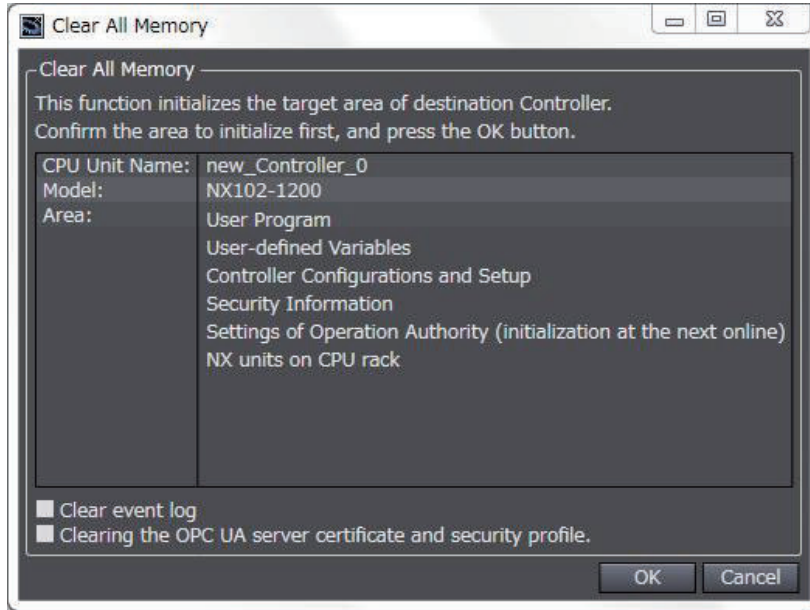 Clear All Memory
Clear All Memory
This function initializes the target area of destination Controller.
Confirm the area to initialize first, and press the OK button.
CPU Unit Name: new_Controller_0
Model: NX102-1200
Area: User Program
User-defined Variables
Controller Configurations and Setup
Security Information
Settings of Operation Authority (initialization at the next online)
NX units on CPU rack
Clear event log
Clearing the OPC UA server certificate and security profile.
OK Cancel